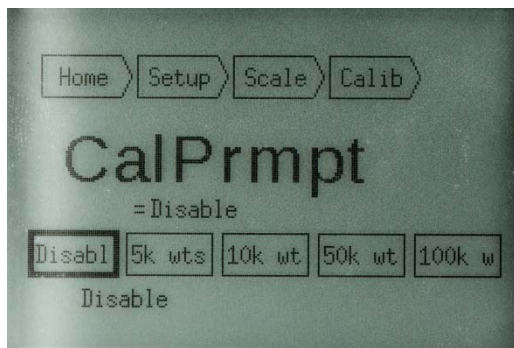 Home Setup Scale Calib
CalPrmpt
=Disable
Disabl 5k wts 10k wt 50k wt 100k w
Disable